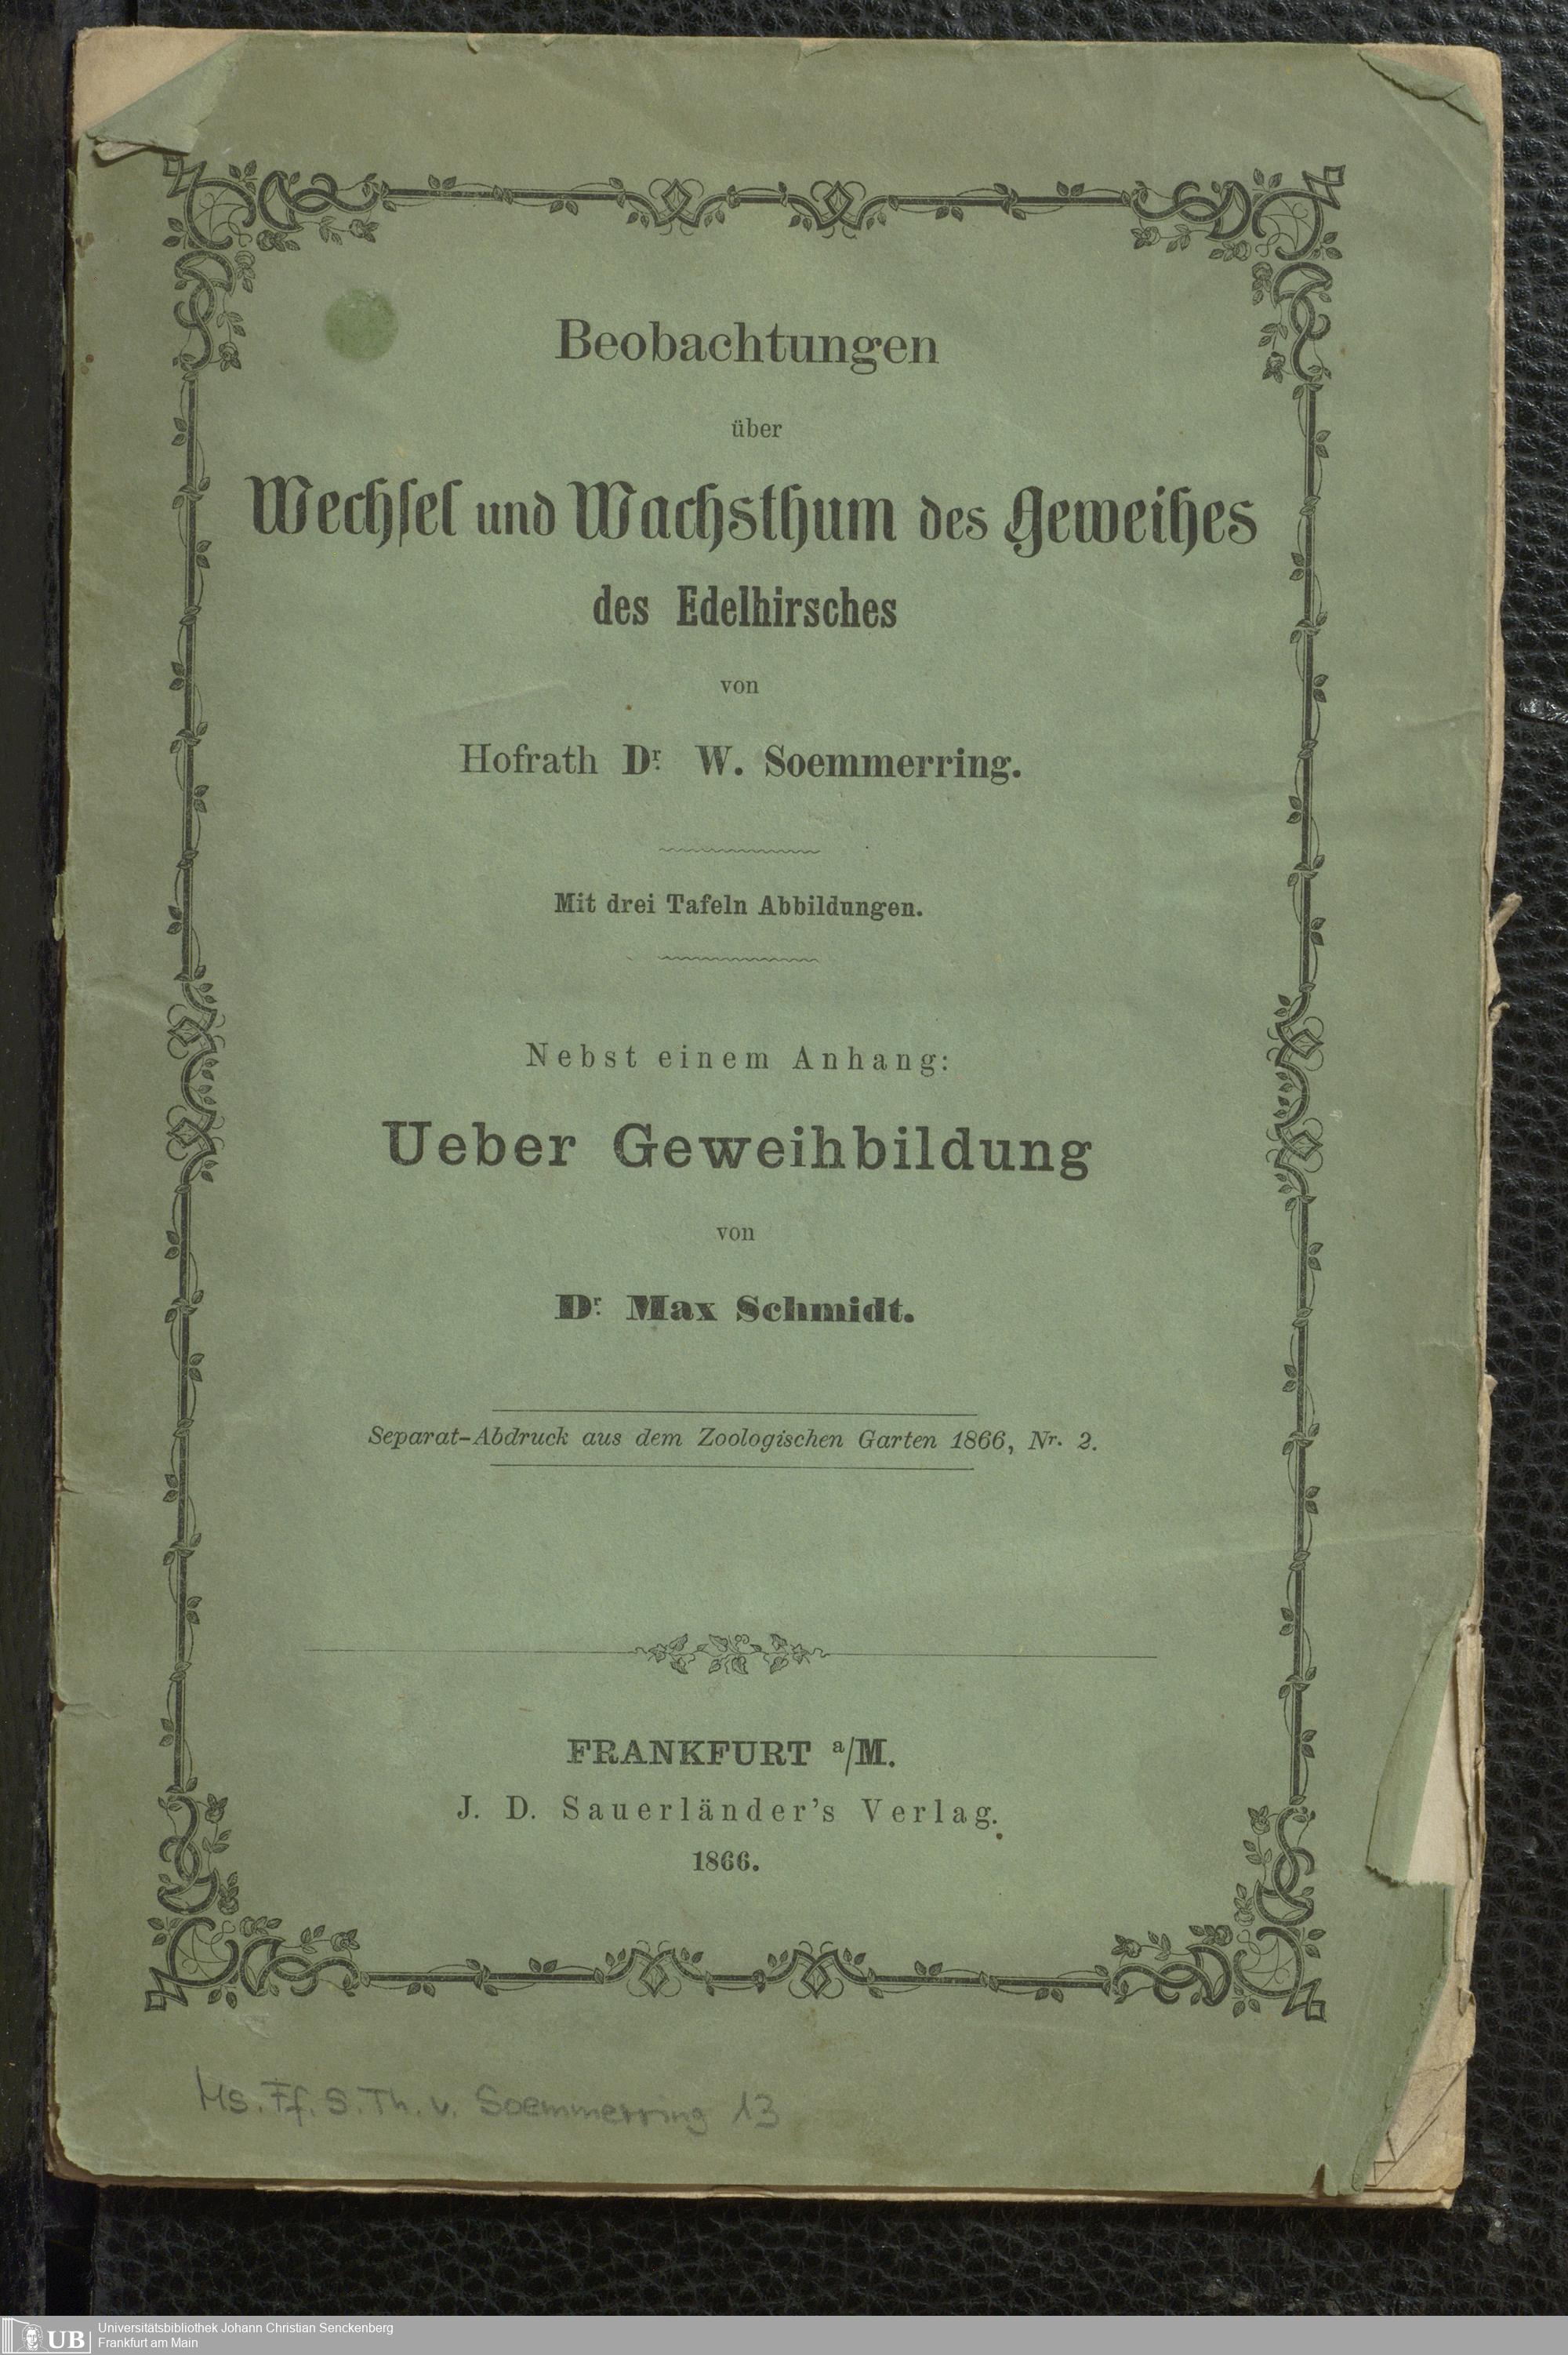 Beobachtungen
über
Wechsel und Wachsthum des Geweihes
des Edelhirsches
von
Hofrath Dr. W. Soemmerring.
Mit drei Tafeln Abbildungen.
Nebst einem Anhang:
Ueber Geweihbildung
von
Dr. Max Schmidt.
Separat-Abdruck aus dem Zoologischen Garten 1866, Nr. 2.
FRANKFURT a/M.
J. D. Sauerländer's Verlag.
1866.
Ms. Ff. S. Th. v. Soemmerring 13
UB
Universitätsbibliothek Johann Christian Senckenberg
Frankfurt am Main